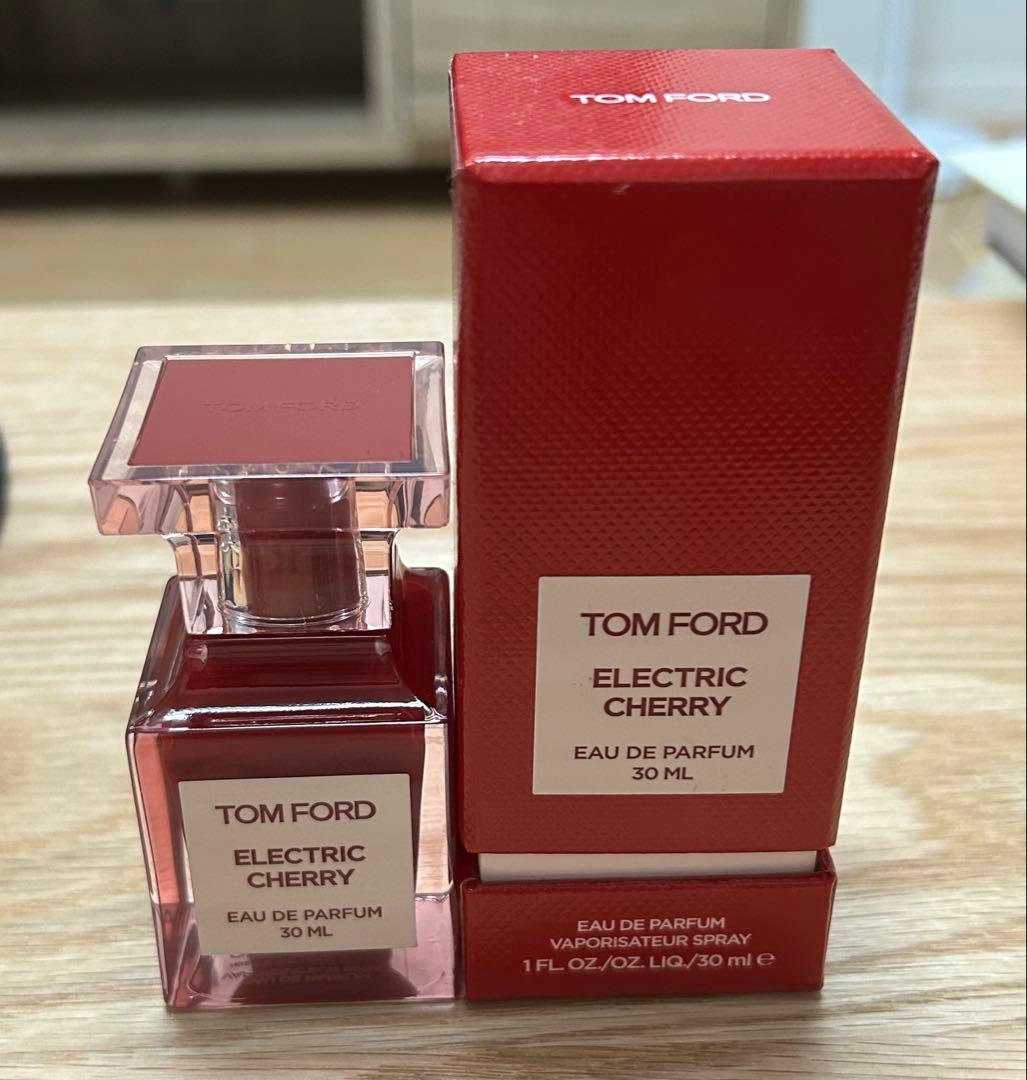 TOM FORD
TOM FORD
ELECTRIC
CHERRY
EAU DE PARFUM
30 ML
EAU DE PARFUM
VAPORISATEUR SPRAY
1 FL. OZ./OZ. LIQ./30 ml ℮
TOM FORD
TOM FORD
ELECTRIC
CHERRY
EAU DE PARFUM
30 ML